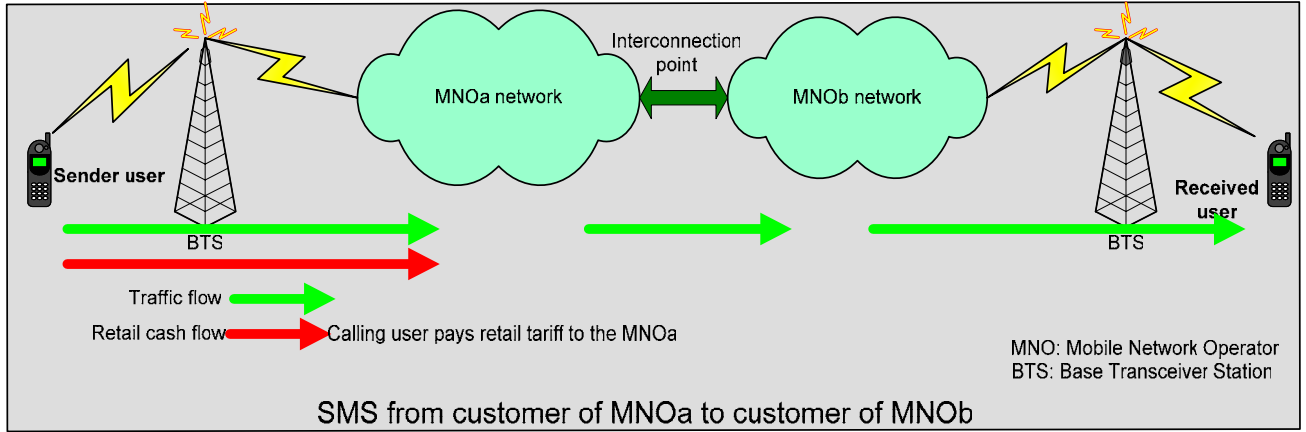 Interconnection
point
MNOa network
MNOb network
Sender user
Received
user
BTS
BTS
Traffic flow
Retail cash flow
Calling user pays retail tariff to the MNOa
MNO: Mobile Network Operator
BTS: Base Transceiver Station
SMS from customer of MNOa to customer of MNOb